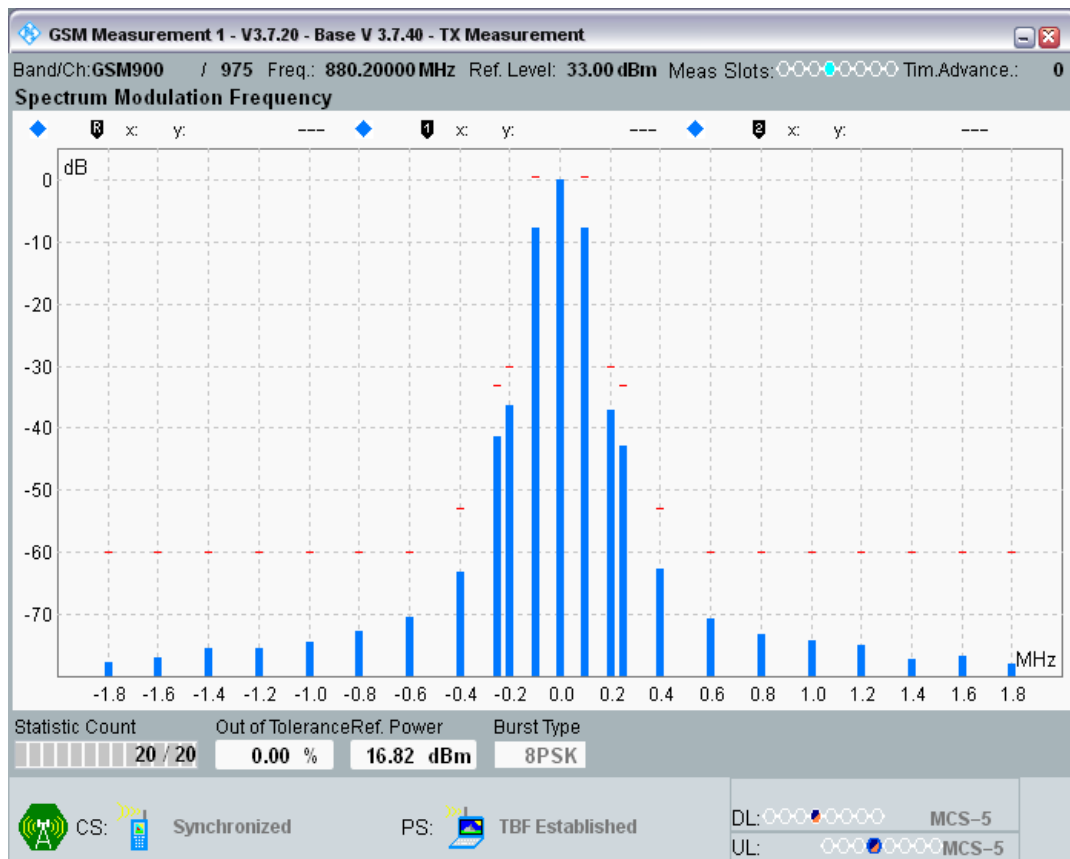 GSM Measurement 1 - V3.7.20 - Base V 3.7.40 - TX Measurement
Band/Ch:GSM900 / 975 Freq.: 880.20000 MHz Ref. Level: 33.00 dBm Meas Slots: Tim.Advance.: 0
Spectrum Modulation Frequency
R x: y: --- 1 x: y: --- 2 x: y: ---
dB
0
-10
-20
-30
-40
-50
-60
-70
MHz
-1.8 -1.6 -1.4 -1.2 -1.0 -0.8 -0.6 -0.4 -0.2 0.0 0.2 0.4 0.6 0.8 1.0 1.2 1.4 1.6 1.8
Statistic Count Out of Tolerance Ref. Power Burst Type
20 / 20 0.00 % 16.82 dBm 8PSK
CS: Synchronized PS: TBF Established
DL: MCS-5
UL: MCS-5